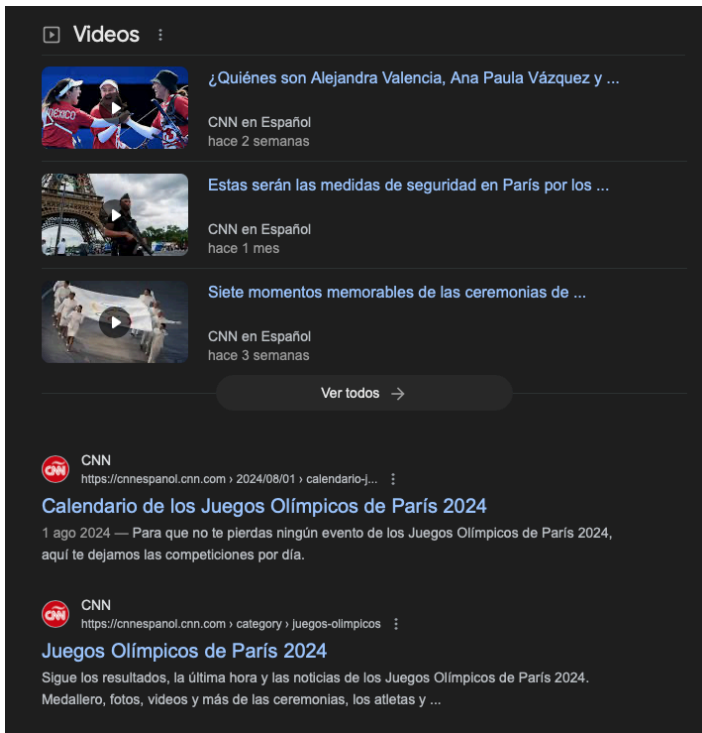 Videos
¿Quiénes son Alejandra Valencia, Ana Paula Vázquez y ...
CNN en Español
hace 2 semanas
MEXICO
Estas serán las medidas de seguridad en París por los ...
CNN en Español
hace 1 mes
Siete momentos memorables de las ceremonias de ...
CNN en Español
hace 3 semanas
Ver todos
CNN
CNN
https://cnnespanol.cnn.com › 2024/08/01 › calendario-j...
Calendario de los Juegos Olímpicos de París 2024
1 ago 2024 — Para que no te pierdas ningún evento de los Juegos Olímpicos de París 2024,
aquí te dejamos las competiciones por día.
CNN
CNN
https://cnnespanol.cnn.com › category › juegos-olimpicos
Juegos Olímpicos de París 2024
Sigue los resultados, la última hora y las noticias de los Juegos Olímpicos de París 2024.
Medallero, fotos, videos y más de las ceremonias, los atletas y ...